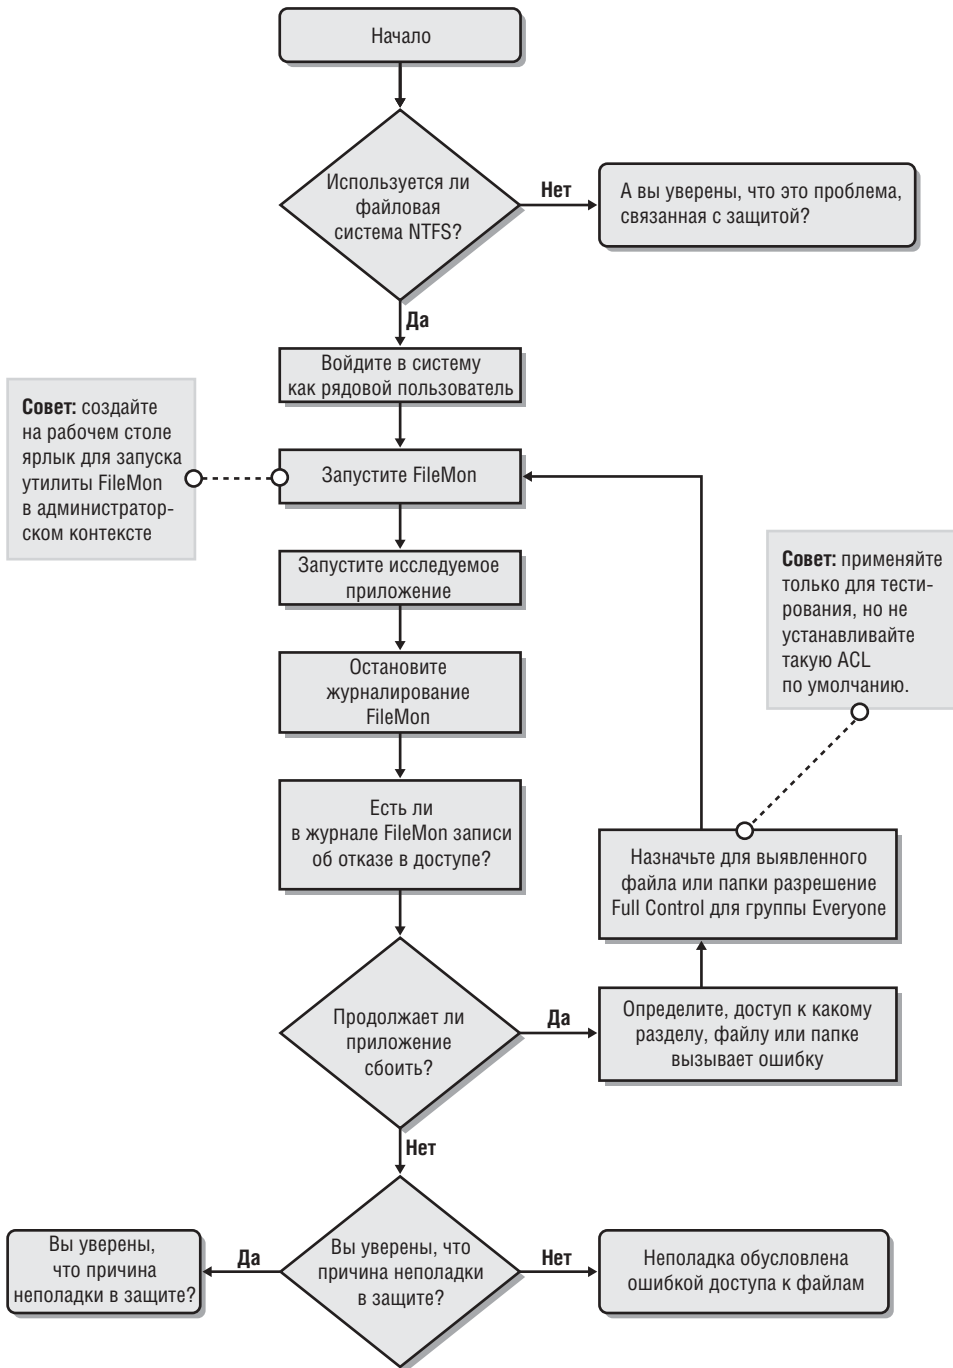 Начало
Используется ли
файловая
система NTFS?
Нет
А вы уверены, что это проблема,
связанная с защитой?
Да
Войдите в систему
как рядовой пользователь
Совет: создайте
на рабочем столе
ярлык для запуска
утилиты FileMon
в администратор-
ском контексте
Запустите FileMon
Запустите исследуемое
приложение
Совет: применяйте
только для тести-
рования, но не
устанавливайте
такую ACL
по умолчанию.
Остановите
журналирование
FileMon
Есть ли
в журнале FileMon записи
об отказе в доступе?
Назначьте для выявленного
файла или папки разрешение
Full Control для группы Everyone
Продолжает ли
приложение
сбоить?
Да
Определите, доступ к какому
разделу, файлу или папке
вызывает ошибку
Нет
Вы уверены,
что причина
неполадки в защите?
Да
Вы уверены, что
причина неполадки
в защите?
Нет
Неполадка обусловлена
ошибкой доступа к файлам